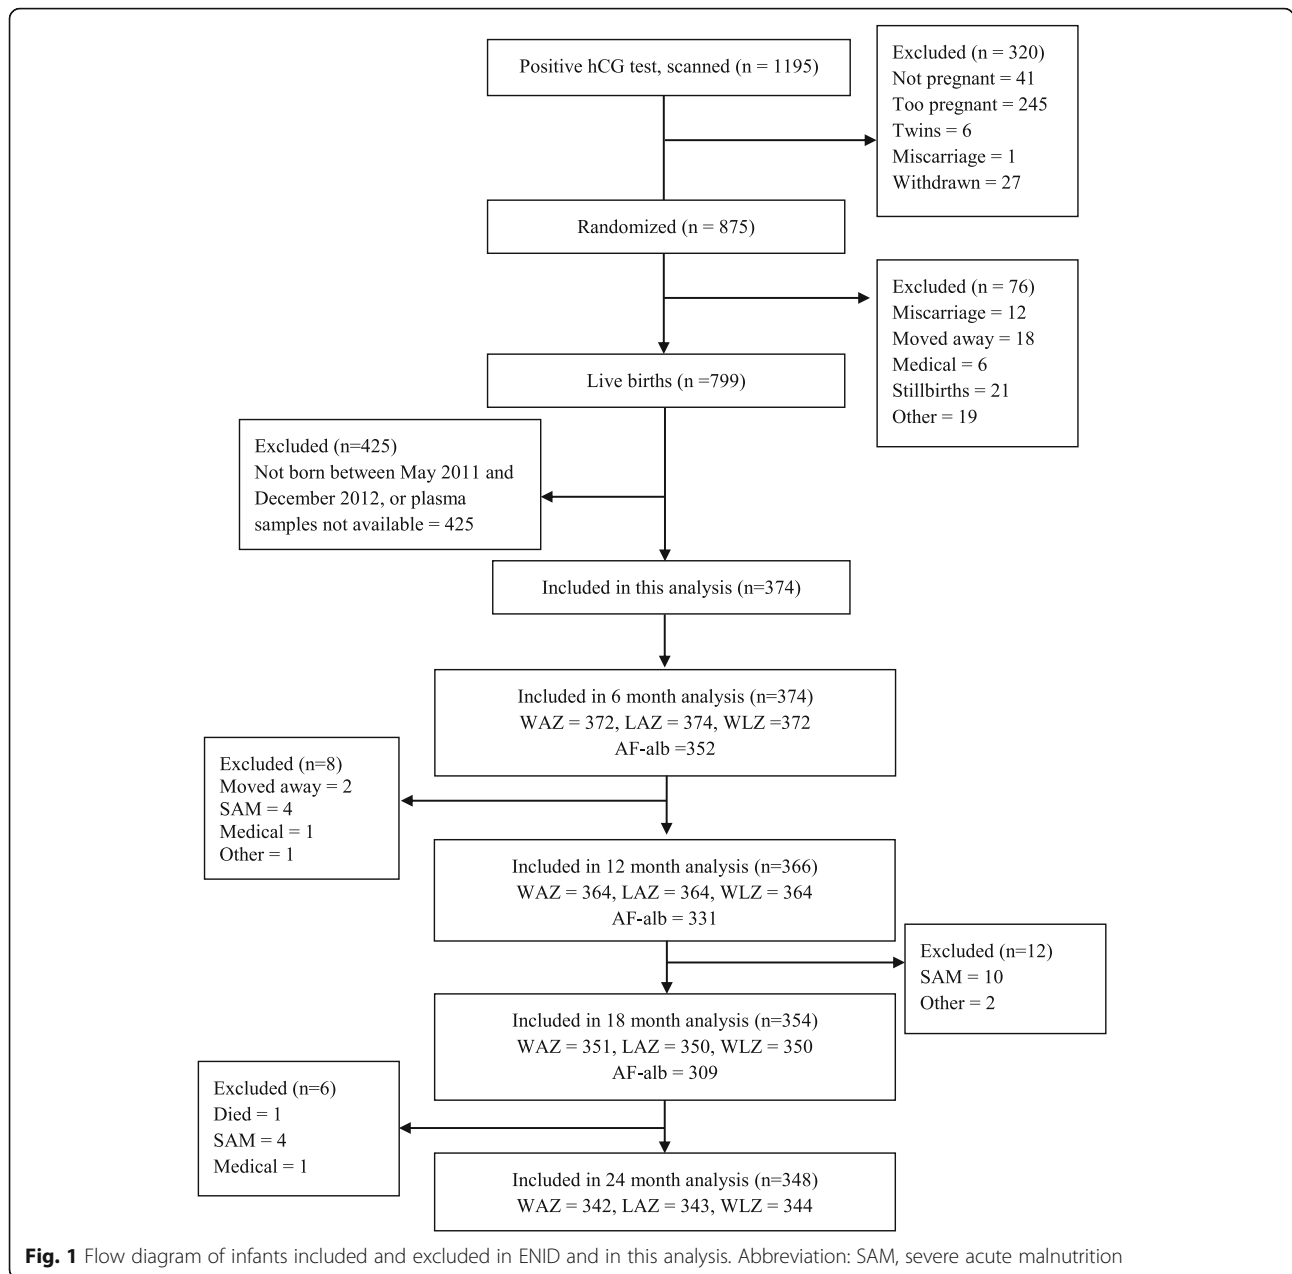 Positive hCG test, scanned (n = 1195)
Excluded (n = 320)
Not pregnant = 41
Too pregnant = 245
Twins = 6
Miscarriage = 1
Withdrawn = 27
Randomized (n = 875)
Excluded (n = 76)
Miscarriage = 12
Moved away = 18
Medical = 6
Stillbirths = 21
Other = 19
Live births (n =799)
Excluded (n=425)
Not born between May 2011 and
December 2012, or plasma
samples not available = 425
Included in this analysis (n=374)
Included in 6 month analysis (n=374)
WAZ = 372, LAZ = 374, WLZ =372
AF-alb =352
Excluded (n=8)
Moved away = 2
SAM = 4
Medical = 1
Other = 1
Included in 12 month analysis (n=366)
WAZ = 364, LAZ = 364, WLZ = 364
AF-alb = 331
Excluded (n=12)
SAM = 10
Other = 2
Included in 18 month analysis (n=354)
WAZ = 351, LAZ = 350, WLZ = 350
AF-alb = 309
Excluded (n=6)
Died = 1
SAM = 4
Medical = 1
Included in 24 month analysis (n=348)
WAZ = 342, LAZ = 343, WLZ = 344
Fig. 1 Flow diagram of infants included and excluded in ENID and in this analysis. Abbreviation: SAM, severe acute malnutrition